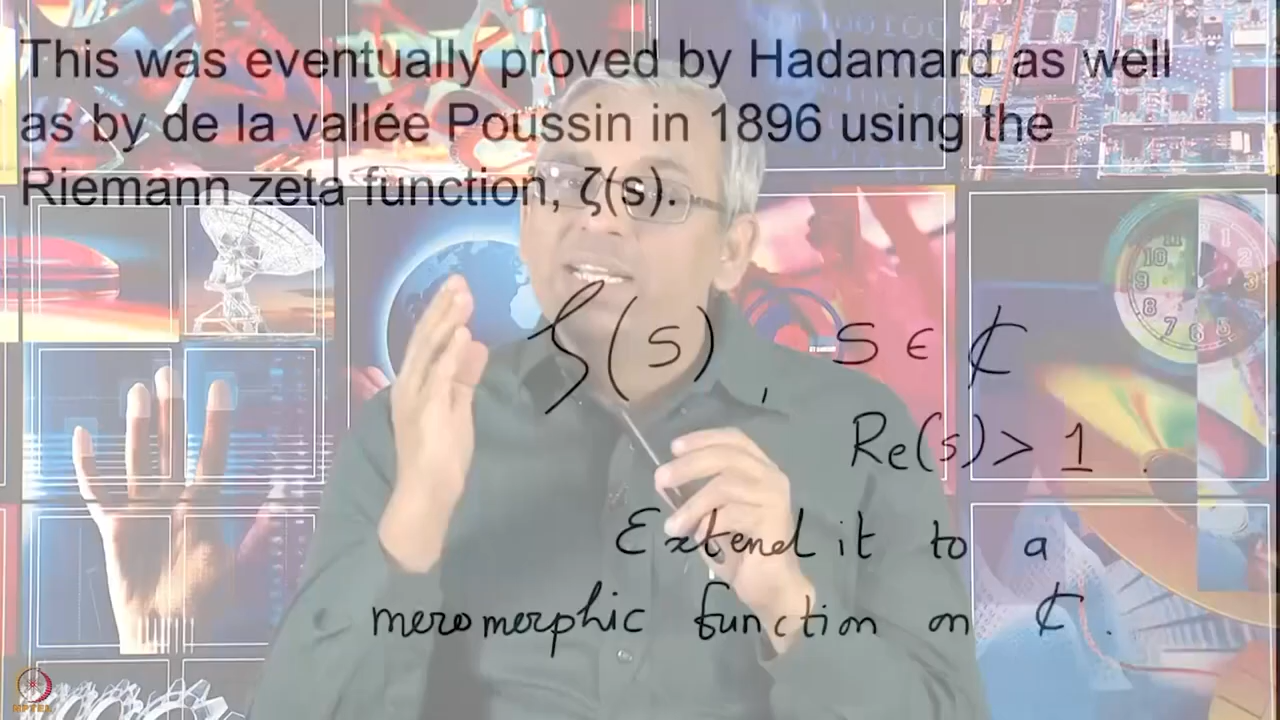 This was eventually proved by Hadamard as well
as by de la vallée Poussin in 1896 using the
Riemann zeta function, ζ(s).
ζ(s), s ∈ ℂ
Re(s) > 1.
Extend it to a
meromorphic function on ℂ.
NPTEL